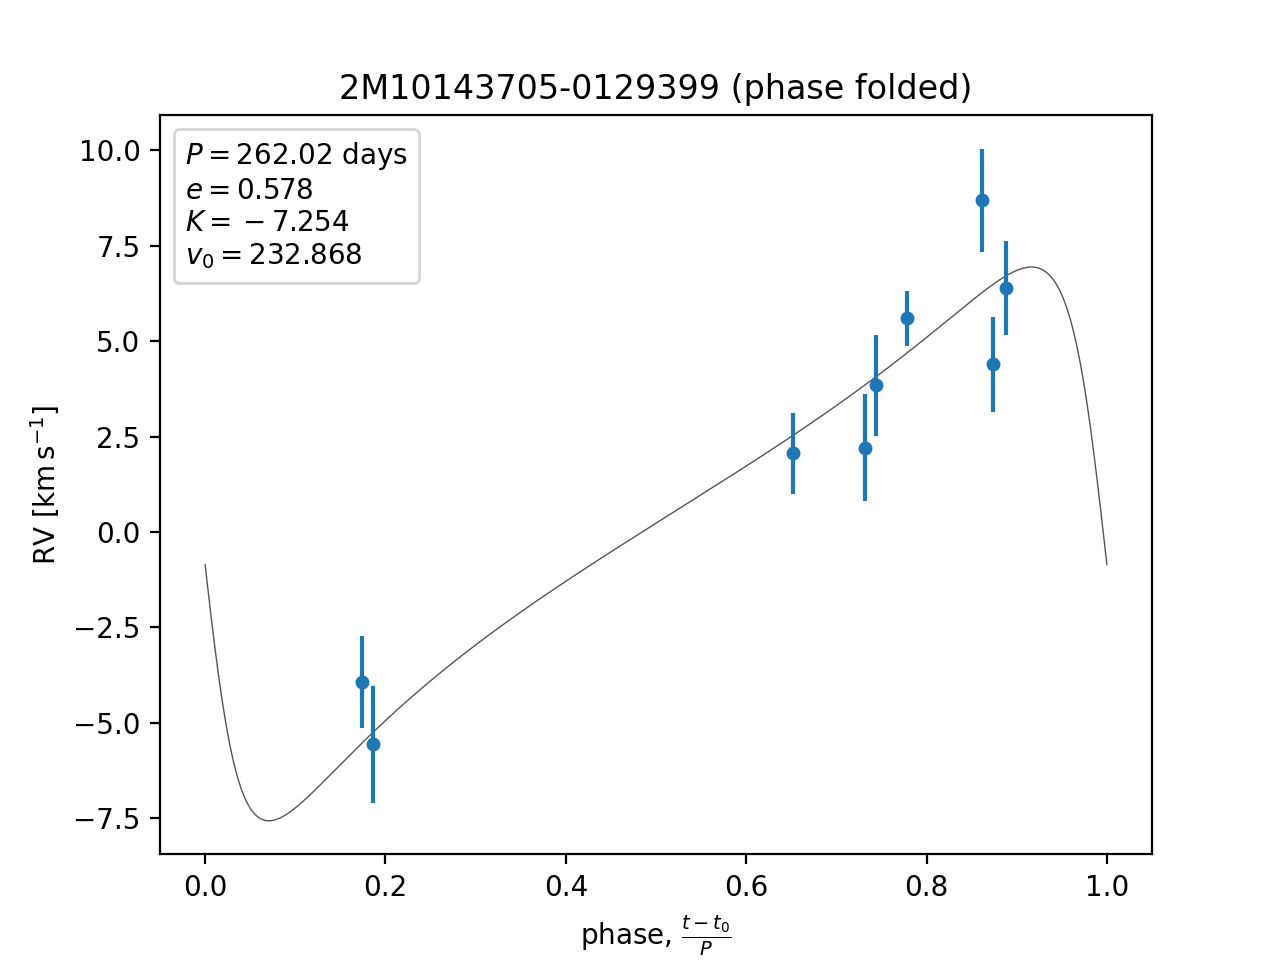 2M10143705-0129399 (phase folded)
P = 262.02 days
e = 0.578
K = −7.254
v₀ = 232.868
RV [km s⁻¹]
10.0
7.5
5.0
2.5
0.0
−2.5
−5.0
−7.5
0.0 0.2 0.4 0.6 0.8 1.0
phase, (t − t₀)/P